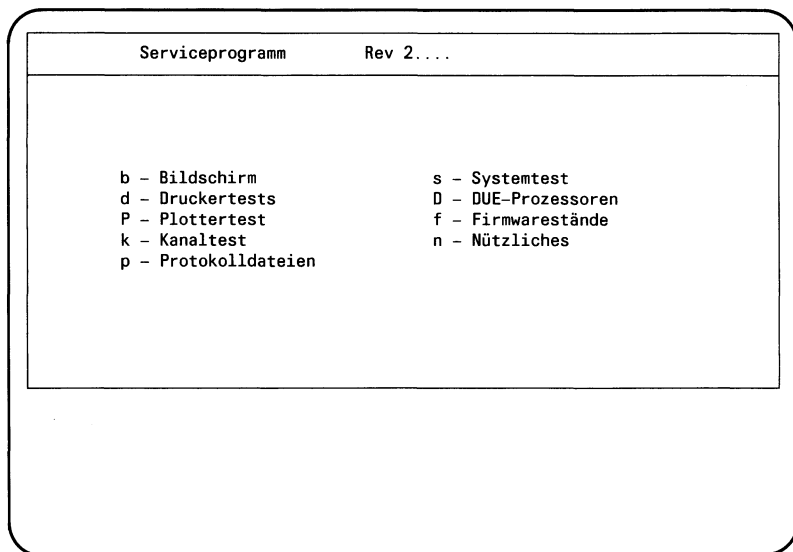 Serviceprogramm Rev 2....
b – Bildschirm
d – Druckertests
P – Plottertest
k – Kanaltest
p – Protokolldateien
s – Systemtest
D – DUE–Prozessoren
f – Firmwarestände
n – Nützliches